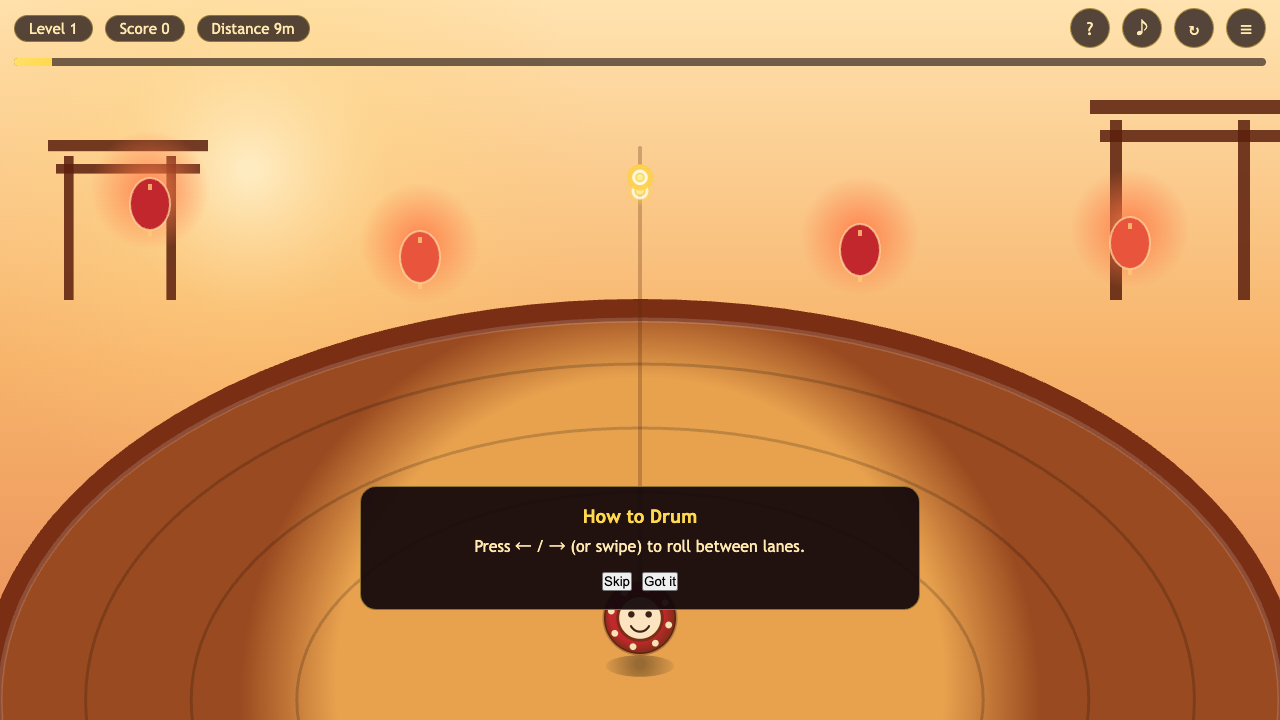 Level 1
Score 0
Distance 9m
?
♪
↻
≡
How to Drum
Press ← / → (or swipe) to roll between lanes.
Skip
Got it